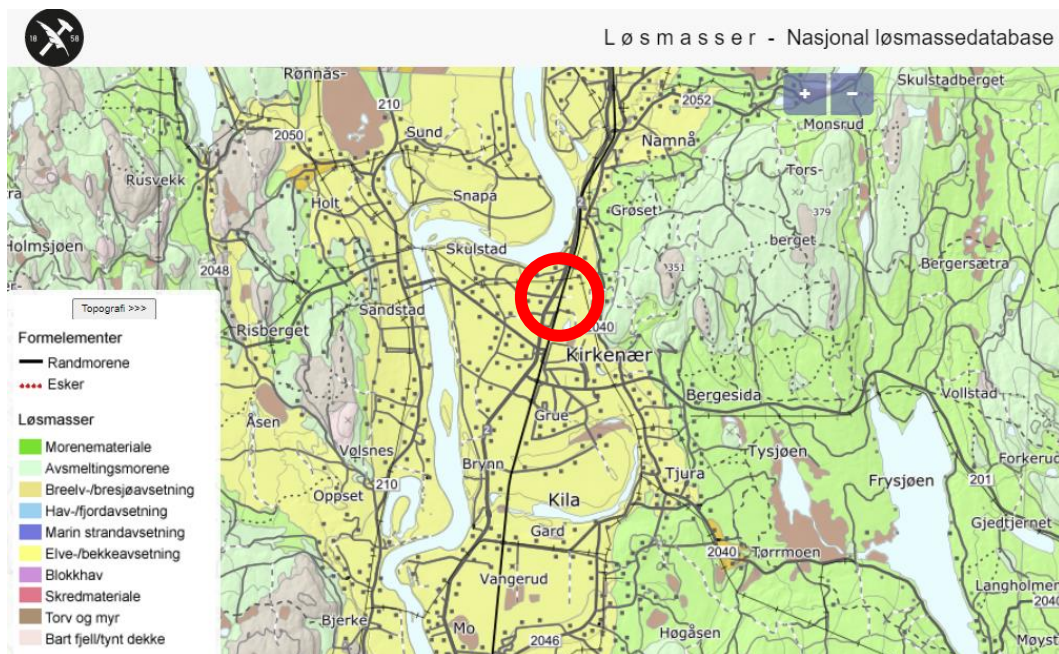 18 58
Løsmasser - Nasjonal løsmassedatabase
Rønnås-
210
Sund
2050
Rusvekk
Holt
Snapa
2052
Namnå
Skulstadberget
+ -
Monsrud
Tors-
berget
379
351
Grøset
2
Bergersætra
Holmsjøen
2048
Skulstad
Sandstad
Risberget
2040
Kirkenær
Bergesida
Vollstad
Åsen
Vølsnes
Grue
2
Brynn
210
Oppset
Kila
Gard
Tjura
Tysjøen
Frysjøen
Forkerud
201
Gjedtjernet
2040
Tørrmoen
Langholmen
2040
Vangerud
Bjerke
Mo
2046
Høgåsen
Møyst
Topografi >>>
Formelementer
Randmorene
Esker
Løsmasser
Morenemateriale
Avsmeltingsmorene
Breelv-/bresjøavsetning
Hav-/fjordavsetning
Marin strandavsetning
Elve-/bekkeavsetning
Blokkhav
Skredmateriale
Torv og myr
Bart fjell/tynt dekke